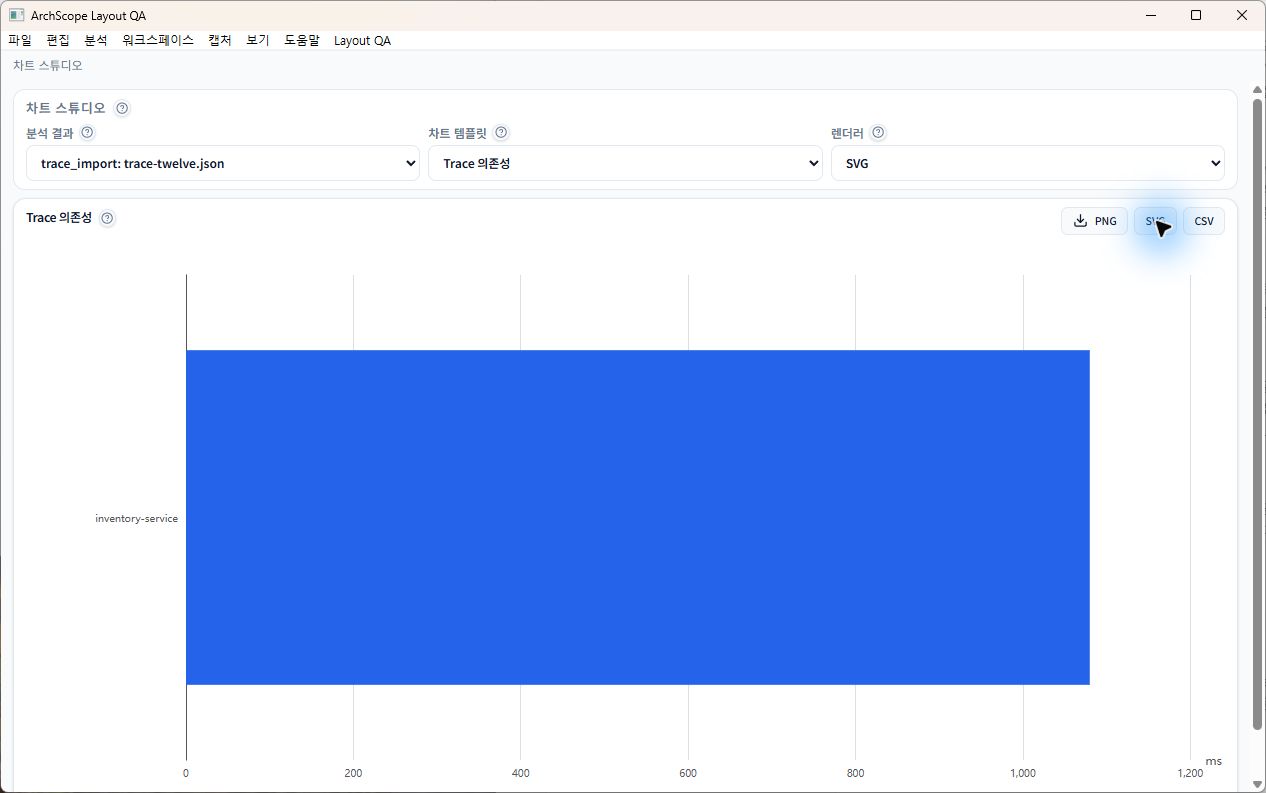 ArchScope Layout QA
파일 편집 분석 워크스페이스 캡처 보기 도움말 Layout QA
차트 스튜디오
차트 스튜디오
분석 결과 차트 템플릿 렌더러
trace_import: trace-twelve.json Trace 의존성 SVG
Trace 의존성 PNG SVG CSV
inventory-service
ms
0 200 400 600 800 1,000 1,200